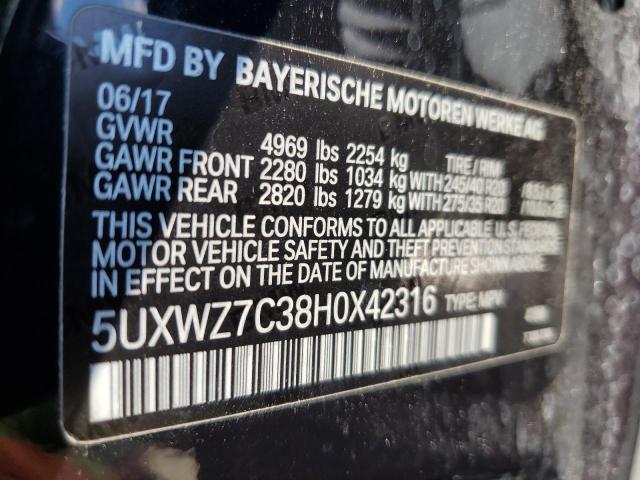 MFD BY BAYERISCHE MOTOREN WERKE AG
06/17
GVWR 4969 lbs 2254 kg TIRE / RIM
GAWR FRONT 2280 lbs 1034 kg WITH 245/40 R20
GAWR REAR 2820 lbs 1279 kg WITH 275/35 R20
THIS VEHICLE CONFORMS TO ALL APPLICABLE U.S. FEDERAL
MOTOR VEHICLE SAFETY AND THEFT PREVENTION STANDARDS
IN EFFECT ON THE DATE OF MANUFACTURE SHOWN ABOVE.
5UXWZ7C38H0X42316 TYPE: MPV